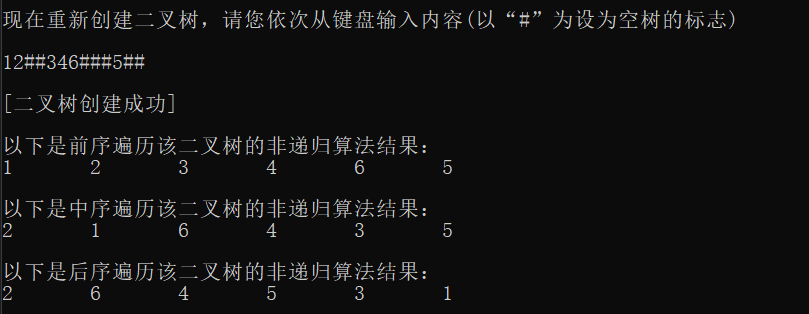 现在重新创建二叉树，请您依次从键盘输入内容(以“#”为设为空树的标志)
12##346###5##
[二叉树创建成功]
以下是前序遍历该二叉树的非递归算法结果：
1 2 3 4 6 5
以下是中序遍历该二叉树的非递归算法结果：
2 1 6 4 3 5
以下是后序遍历该二叉树的非递归算法结果：
2 6 4 5 3 1